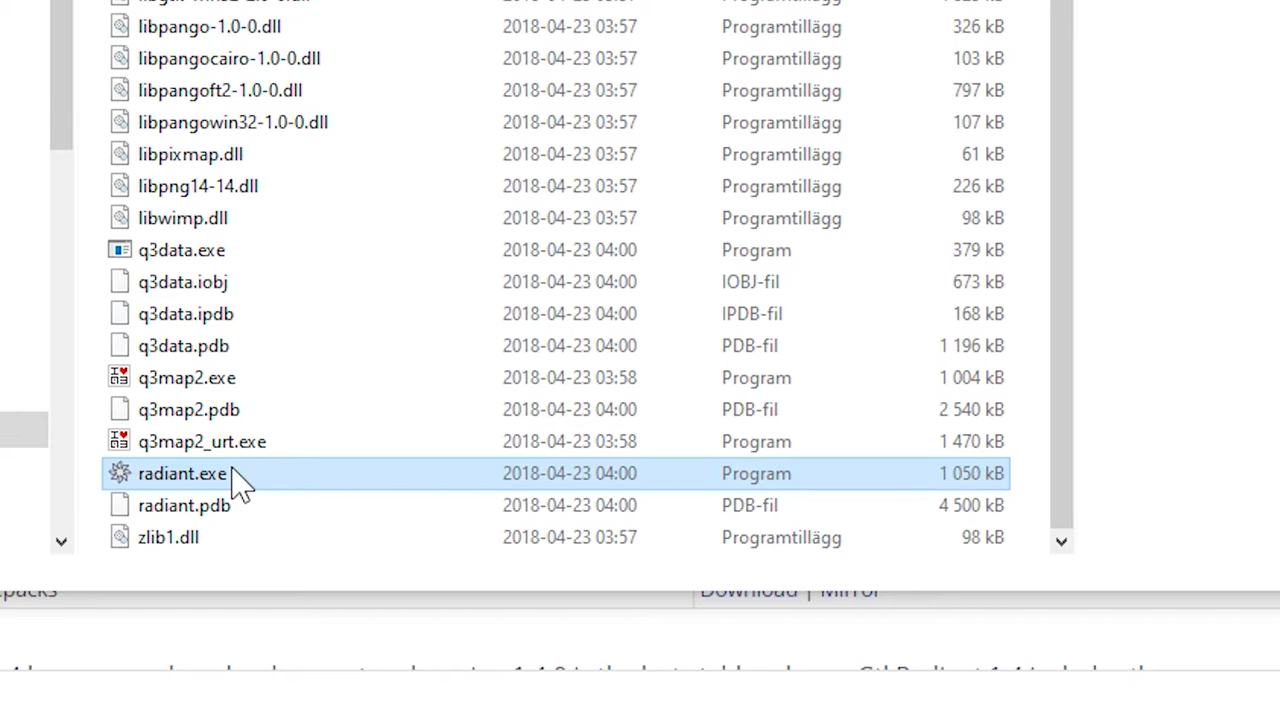 libpango-1.0-0.dll 2018-04-23 03:57 Programtillägg 326 kB
libpangocairo-1.0-0.dll 2018-04-23 03:57 Programtillägg 103 kB
libpangoft2-1.0-0.dll 2018-04-23 03:57 Programtillägg 797 kB
libpangowin32-1.0-0.dll 2018-04-23 03:57 Programtillägg 107 kB
libpixmap.dll 2018-04-23 03:57 Programtillägg 61 kB
libpng14-14.dll 2018-04-23 03:57 Programtillägg 226 kB
libwimp.dll 2018-04-23 03:57 Programtillägg 98 kB
q3data.exe 2018-04-23 04:00 Program 379 kB
q3data.iobj 2018-04-23 04:00 IOBJ-fil 673 kB
q3data.ipdb 2018-04-23 04:00 IPDB-fil 168 kB
q3data.pdb 2018-04-23 04:00 PDB-fil 1 196 kB
q3map2.exe 2018-04-23 03:58 Program 1 004 kB
q3map2.pdb 2018-04-23 04:00 PDB-fil 2 540 kB
q3map2_urt.exe 2018-04-23 03:58 Program 1 470 kB
radiant.exe 2018-04-23 04:00 Program 1 050 kB
radiant.pdb 2018-04-23 04:00 PDB-fil 4 500 kB
zlib1.dll 2018-04-23 03:57 Programtillägg 98 kB
Download | Mirror